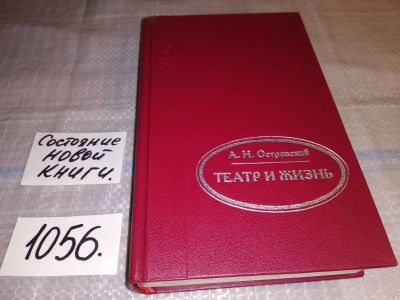 Состояние
новой
книги.
1056.
А. Н. Островский
ТЕАТР И ЖИЗНЬ